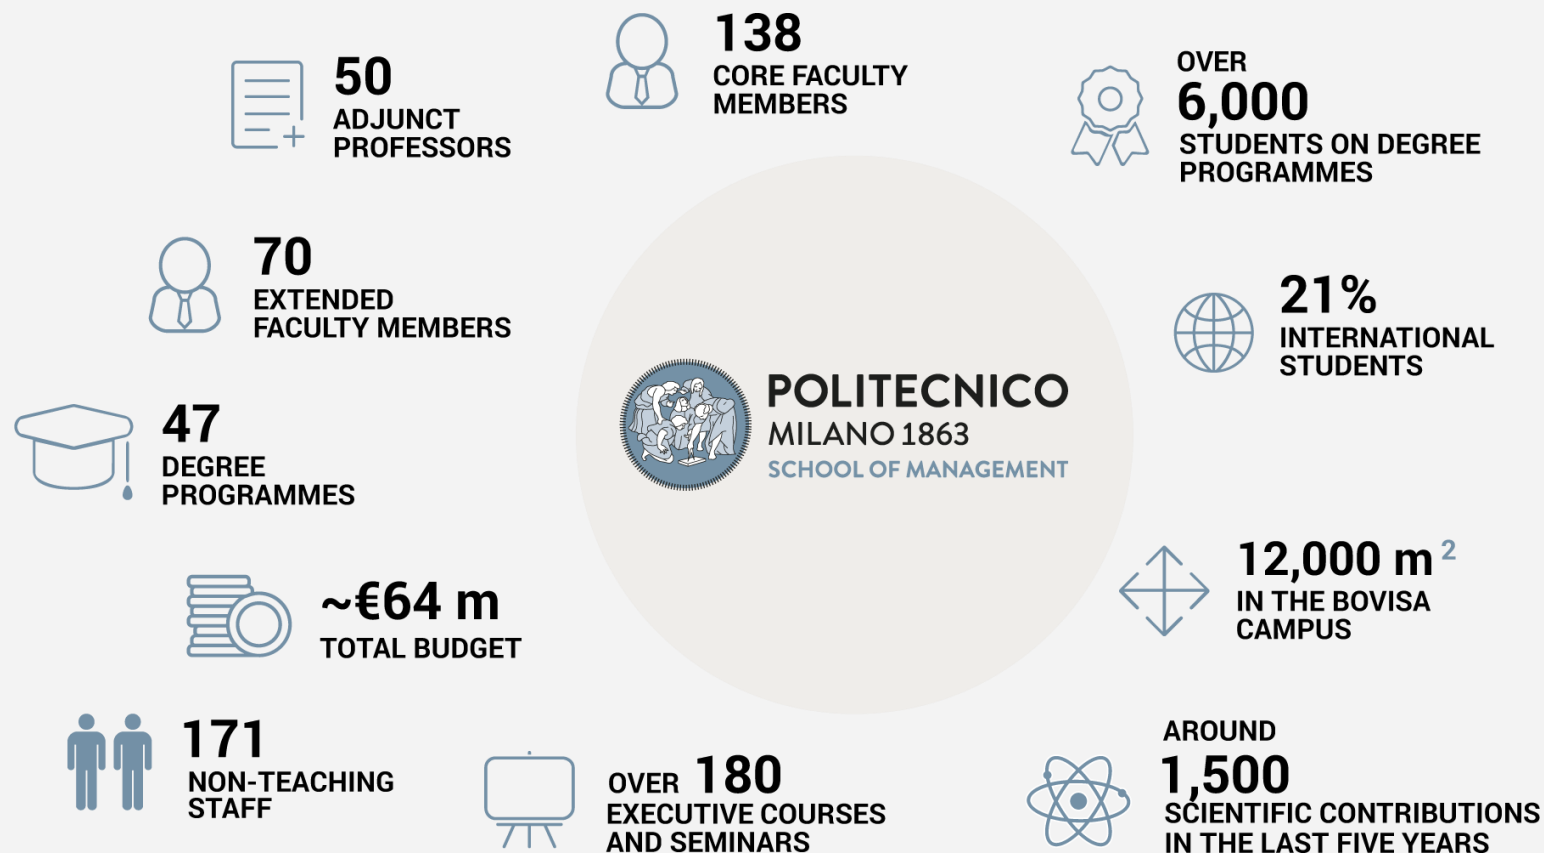 138
CORE FACULTY
MEMBERS
50
ADJUNCT
PROFESSORS
OVER
6,000
STUDENTS ON DEGREE
PROGRAMMES
70
EXTENDED
FACULTY MEMBERS
21%
INTERNATIONAL
STUDENTS
POLITECNICO
MILANO 1863
SCHOOL OF MANAGEMENT
47
DEGREE
PROGRAMMES
12,000 m²
IN THE BOVISA
CAMPUS
~€64 m
TOTAL BUDGET
171
NON-TEACHING
STAFF
OVER 180
EXECUTIVE COURSES
AND SEMINARS
AROUND
1,500
SCIENTIFIC CONTRIBUTIONS
IN THE LAST FIVE YEARS